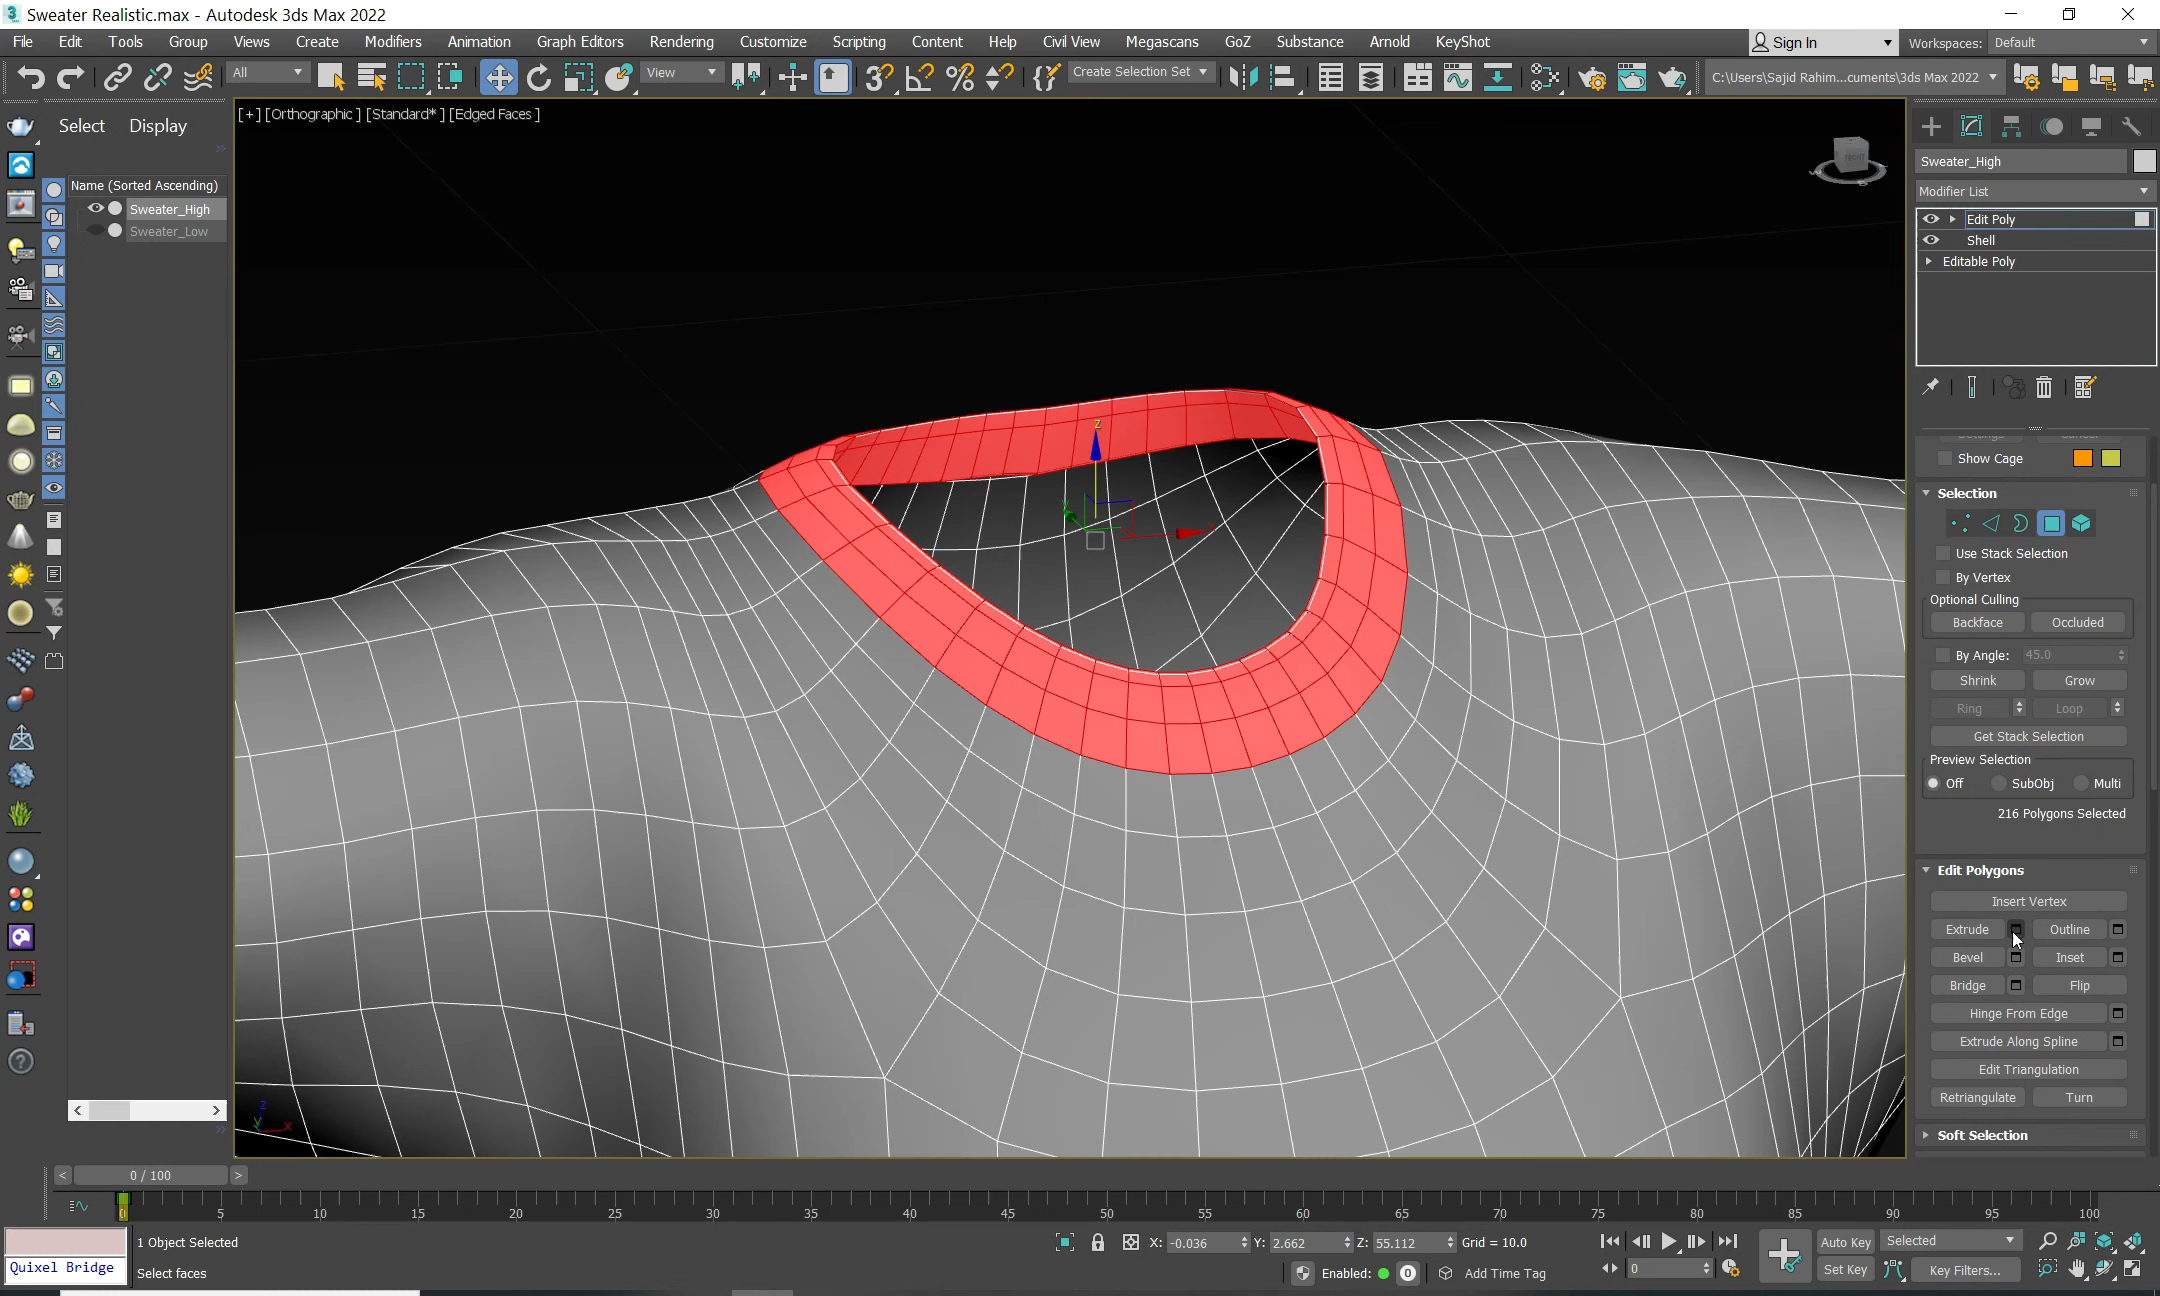 Sweater Realistic.max - Autodesk 3ds Max 2022
File Edit Tools Group Views Create Modifiers Animation Graph Editors Rendering Customize Scripting Content Help Civil View Megascans GoZ Substance Arnold KeyShot
Sign In Workspaces: Default
All View Create Selection Set C:\Users\Sajid Rahim...cuments\3ds Max 2022
Select Display
[+] [Orthographic ] [Standard* ] [Edged Faces ]
Name (Sorted Ascending)
Sweater_High
Sweater_Low
Sweater_High
Modifier List
Edit Poly
Shell
Editable Poly
Show Cage
Selection
Use Stack Selection
By Vertex
Optional Culling
Backface Occluded
By Angle: 45.0
Shrink Grow
Ring Loop
Get Stack Selection
Preview Selection
Off SubObj Multi
216 Polygons Selected
Edit Polygons
Insert Vertex
Extrude Outline
Bevel Inset
Bridge Flip
Hinge From Edge
Extrude Along Spline
Edit Triangulation
Retriangulate Turn
Soft Selection
z
z
y x
< 0 / 100 >
0 5 10 15 20 25 30 35 40 45 50 55 60 65 70 75 80 85 90 95 100
1 Object Selected X: -0.036 Y: 2.662 Z: 55.112 Grid = 10.0 Auto Key Selected
Quixel Bridge
Select faces Enabled: 0 Add Time Tag 0 Set Key Key Filters...